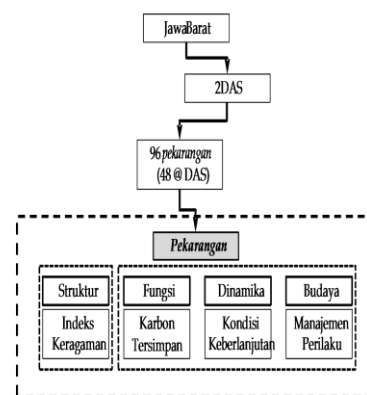 JawaBarat
2DAS
96 pekarangan
(48 @ DAS)
Pekarangan
Struktur
Fungsi
Dinamika
Budaya
Indeks
Keragaman
Karbon
Tersimpan
Kondisi
Keberlanjutan
Manajemen
Perilaku